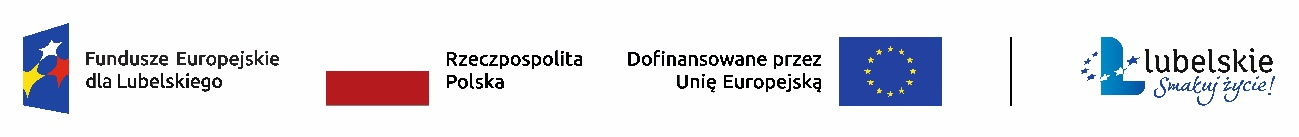 Fundusze Europejskie
dla Lubelskiego
Rzeczpospolita
Polska
Dofinansowane przez
Unię Europejską
lubelskie
Smakuj życie!